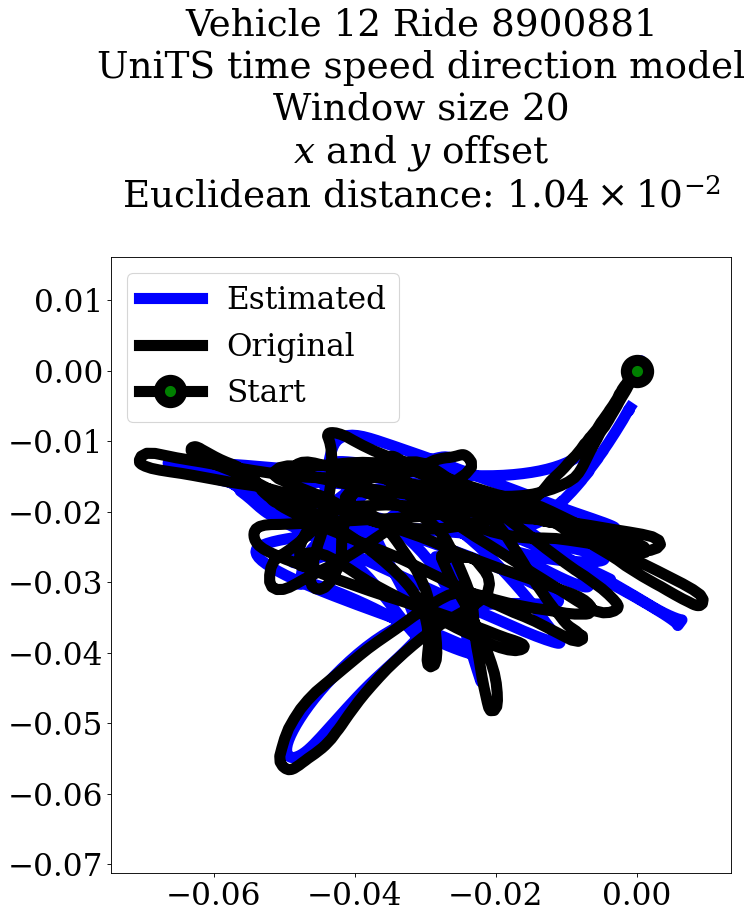 Vehicle 12 Ride 8900881
UniTS time speed direction model
Window size 20
x and y offset
Euclidean distance: 1.04 × 10⁻²
Estimated
Original
Start
0.01
0.00
−0.01
−0.02
−0.03
−0.04
−0.05
−0.06
−0.07
−0.06 −0.04 −0.02 0.00